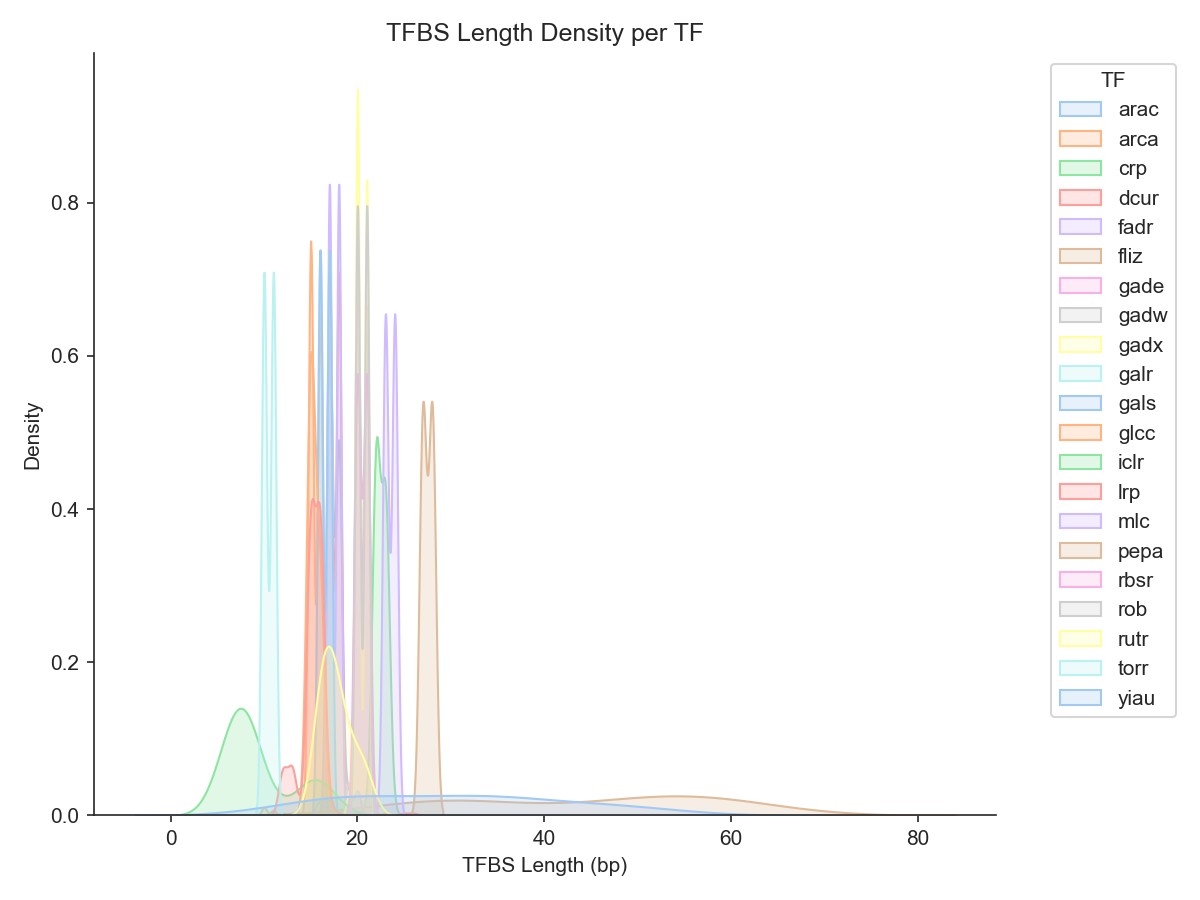 TFBS Length Density per TF
Density
0.8
0.6
0.4
0.2
0.0
0
20
40
60
80
TFBS Length (bp)
TF
arac
arca
crp
dcur
fadr
fliz
gade
gadw
gadx
galr
gals
glcc
iclr
lrp
mlc
pepa
rbsr
rob
rutr
torr
yiau